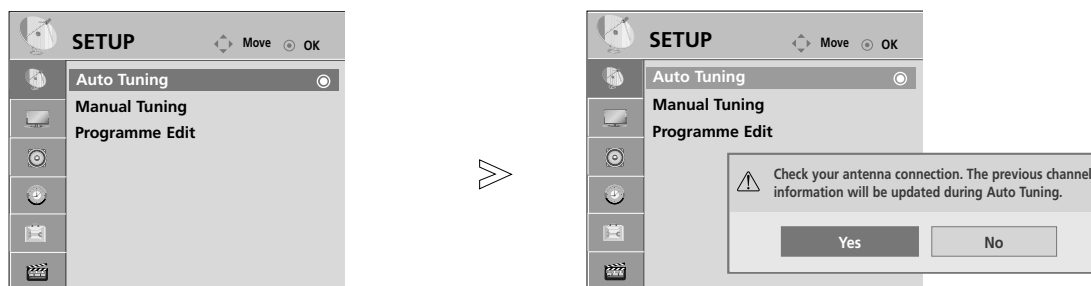 SETUP Move OK
Auto Tuning
Manual Tuning
Programme Edit
SETUP Move OK
Auto Tuning
Manual Tuning
Programme Edit
Check your antenna connection. The previous channel
information will be updated during Auto Tuning.
Yes No